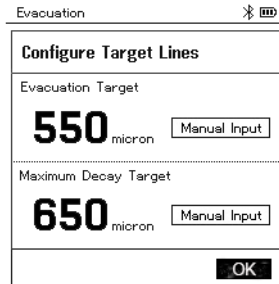 Evacuation
Configure Target Lines
Evacuation Target
550 micron Manual Input
Maximum Decay Target
650 micron Manual Input
OK